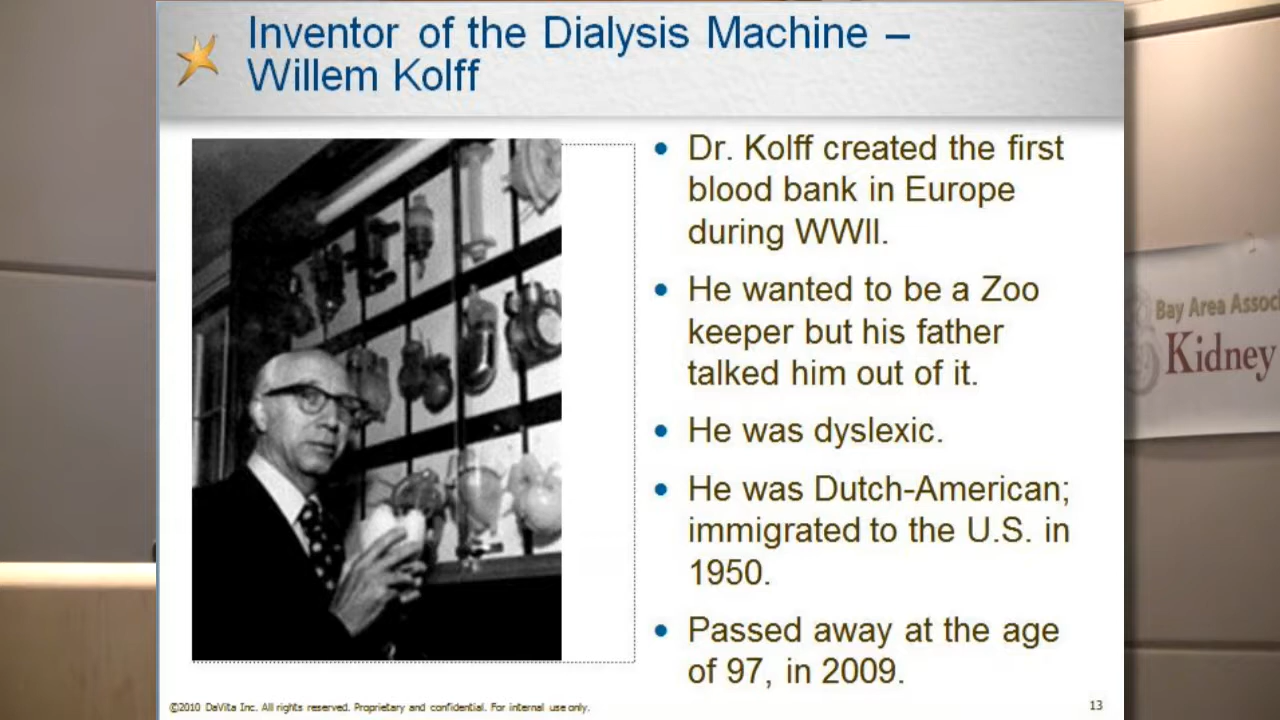 Inventor of the Dialysis Machine –
Willem Kolff
• Dr. Kolff created the first
blood bank in Europe
during WWII.
• He wanted to be a Zoo
keeper but his father
talked him out of it.
• He was dyslexic.
• He was Dutch-American;
immigrated to the U.S. in
1950.
• Passed away at the age
of 97, in 2009.
©2010 DaVita Inc. All rights reserved. Proprietary and confidential. For internal use only.
13
Bay Area
Kidney